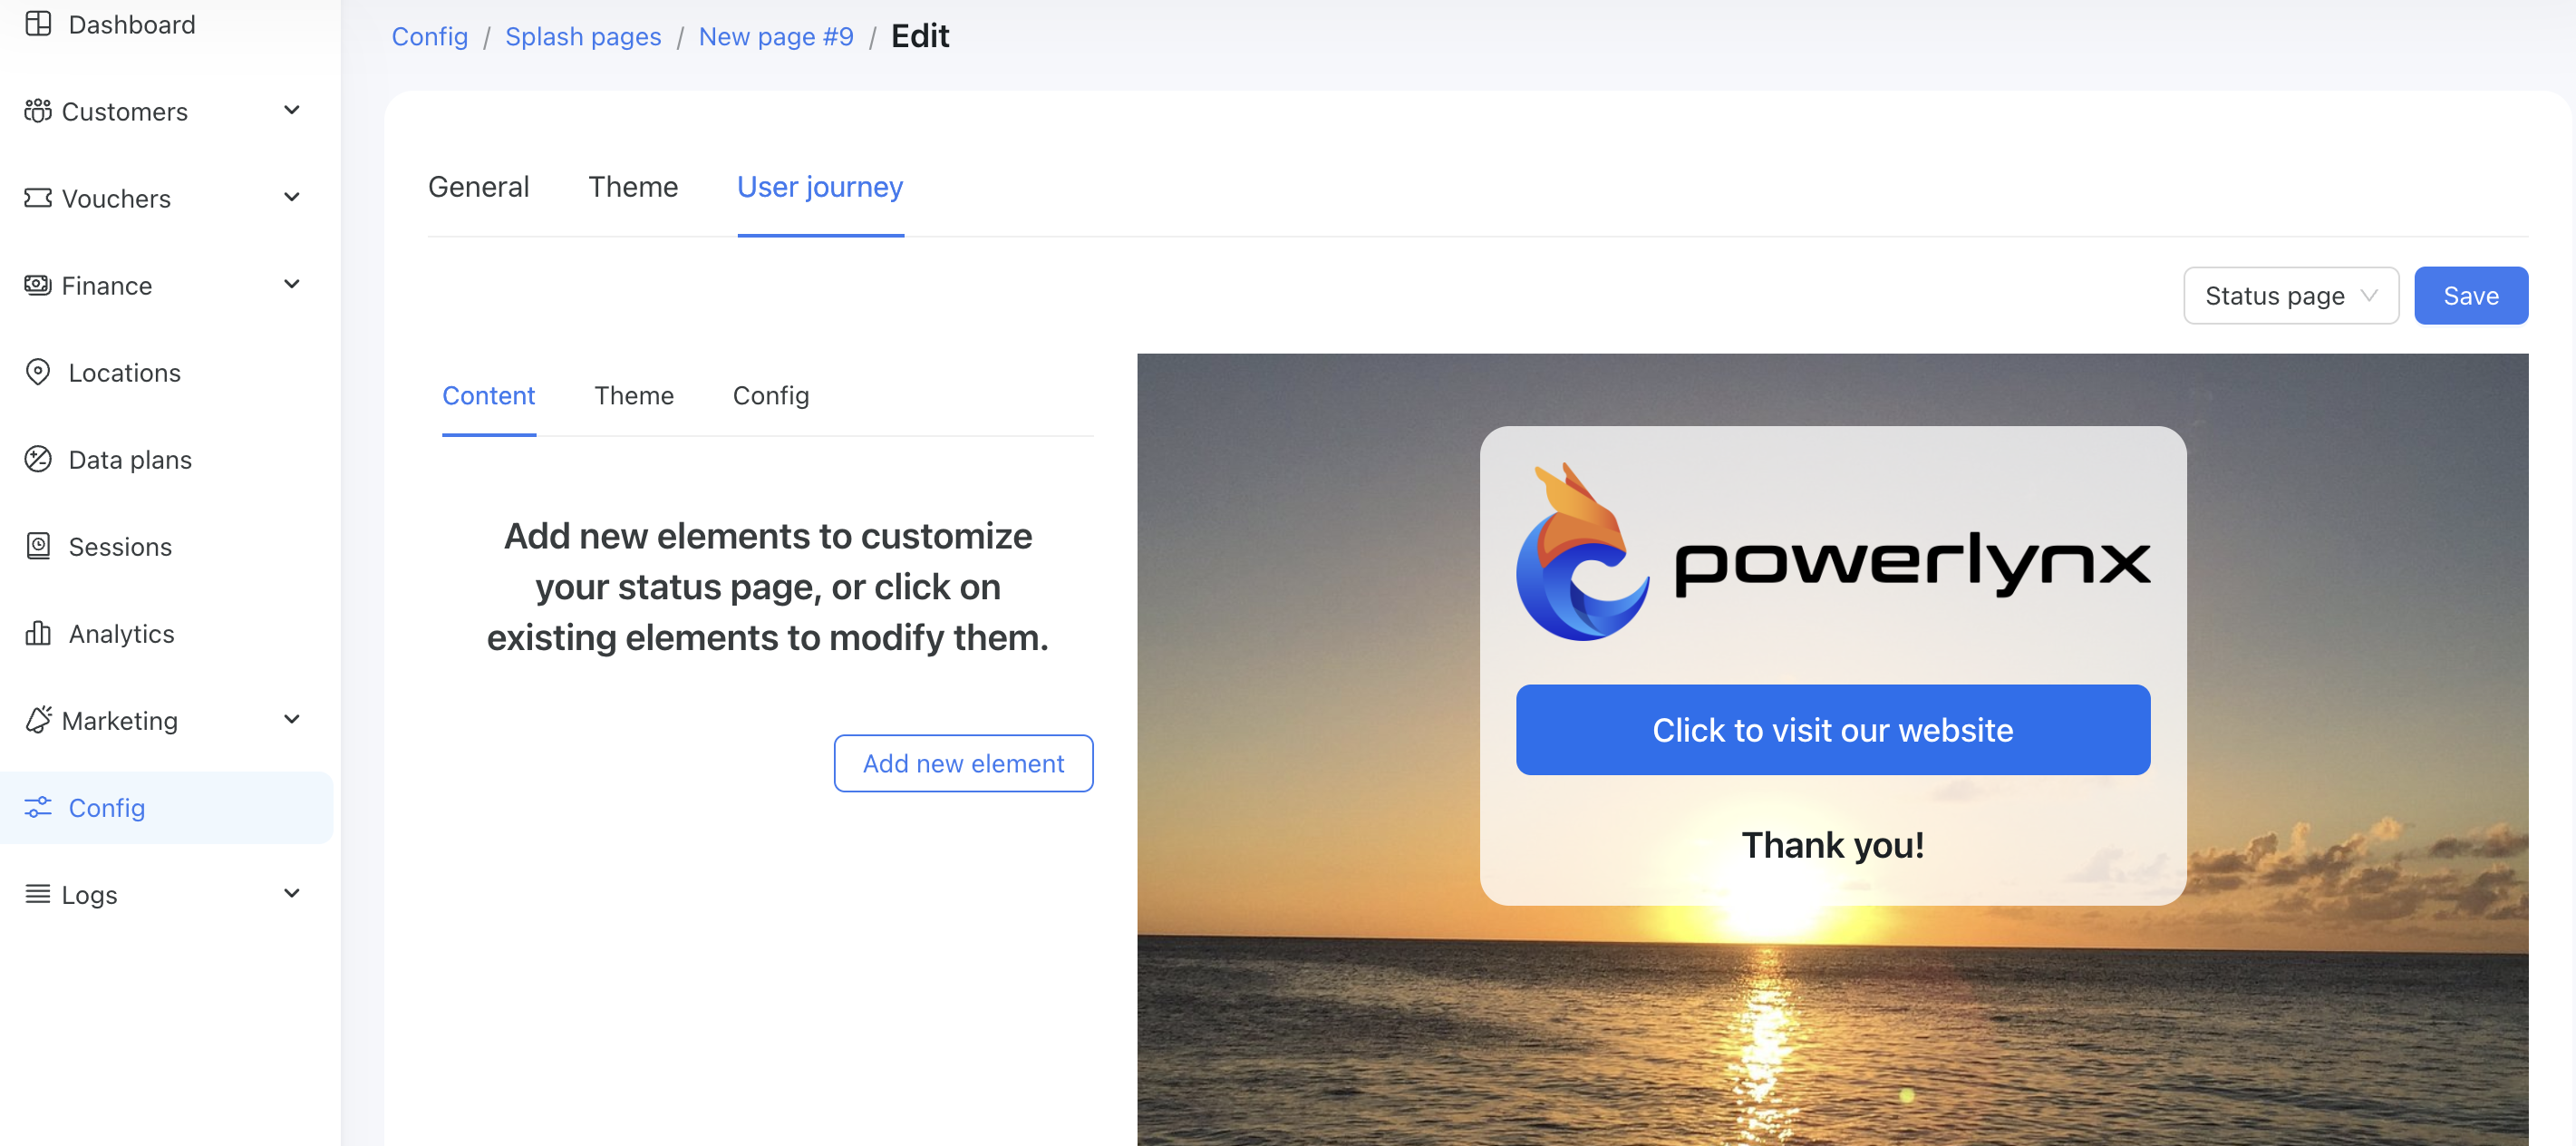 Dashboard
Customers
Vouchers
Finance
Locations
Data plans
Sessions
Analytics
Marketing
Config
Logs
Config / Splash pages / New page #9 / Edit
General Theme User journey
Status page Save
Content Theme Config
Add new elements to customize
your status page, or click on
existing elements to modify them.
Add new element
powerlynx
Click to visit our website
Thank you!